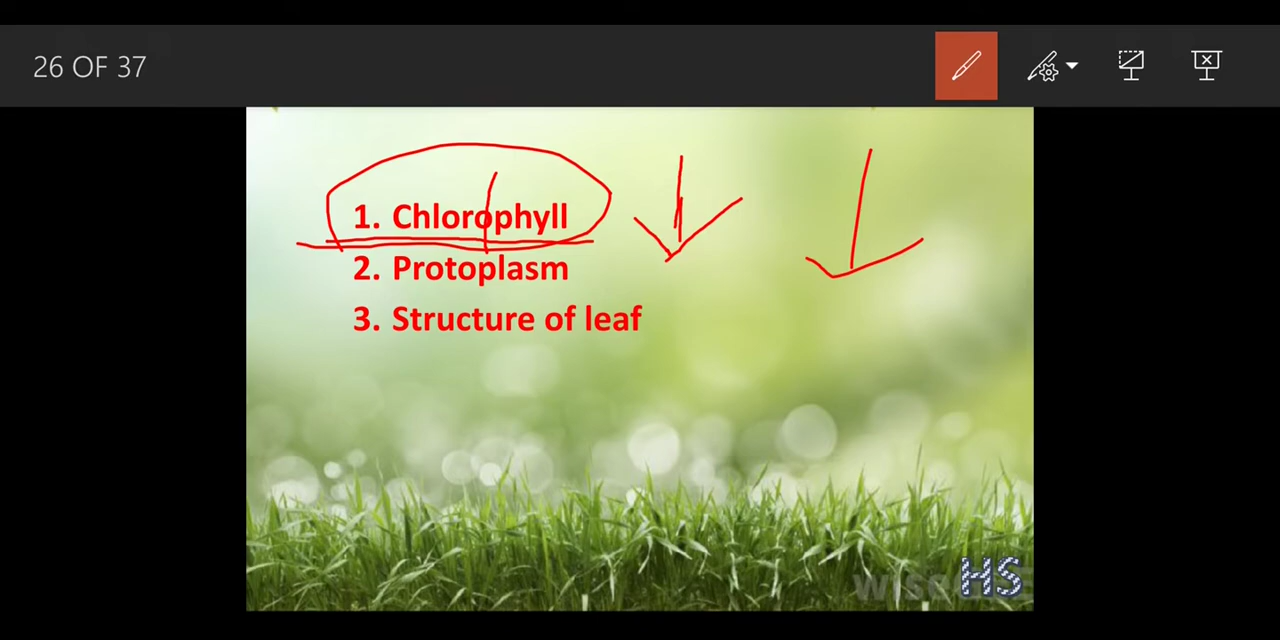 26 OF 37
1. Chlorophyll
2. Protoplasm
3. Structure of leaf
HS